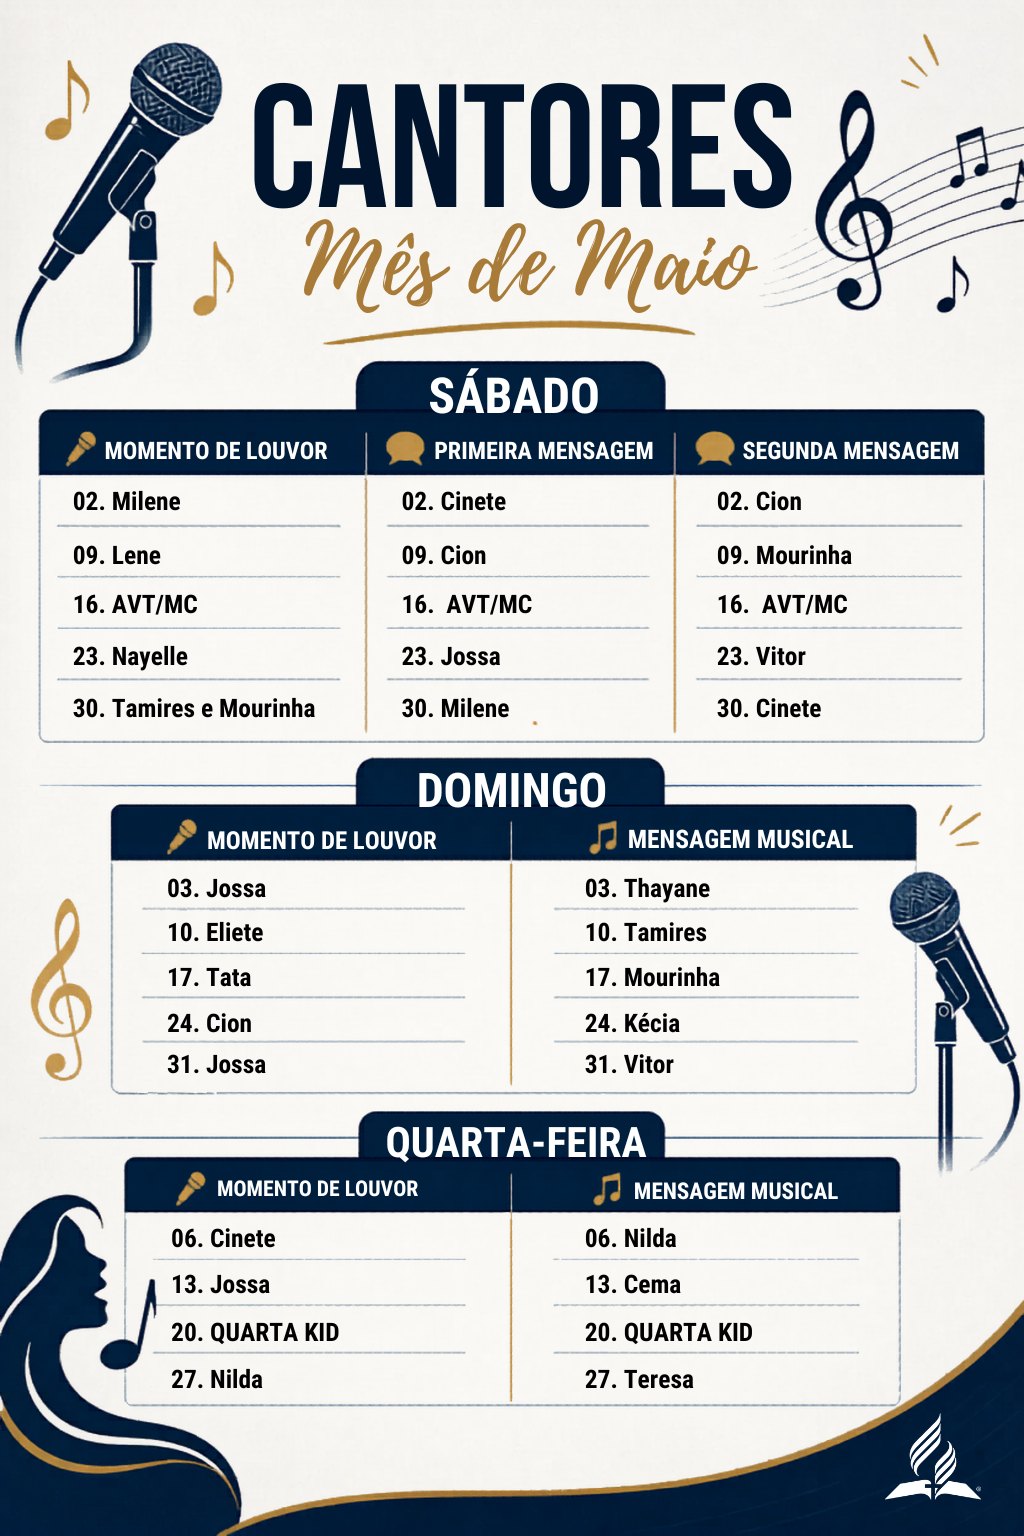 CANTORES
Mês de Maio
SÁBADO
MOMENTO DE LOUVOR
PRIMEIRA MENSAGEM
SEGUNDA MENSAGEM
02. Milene
02. Cinete
02. Cion
09. Lene
09. Cion
09. Mourinha
16. AVT/MC
16. AVT/MC
16. AVT/MC
23. Nayelle
23. Jossa
23. Vitor
30. Tamires e Mourinha
30. Milene
30. Cinete
DOMINGO
MOMENTO DE LOUVOR
MENSAGEM MUSICAL
03. Jossa
03. Thayane
10. Eliete
10. Tamires
17. Tata
17. Mourinha
24. Cion
24. Kécia
31. Jossa
31. Vitor
QUARTA-FEIRA
MOMENTO DE LOUVOR
MENSAGEM MUSICAL
06. Cinete
06. Nilda
13. Jossa
13. Cema
20. QUARTA KID
20. QUARTA KID
27. Nilda
27. Teresa